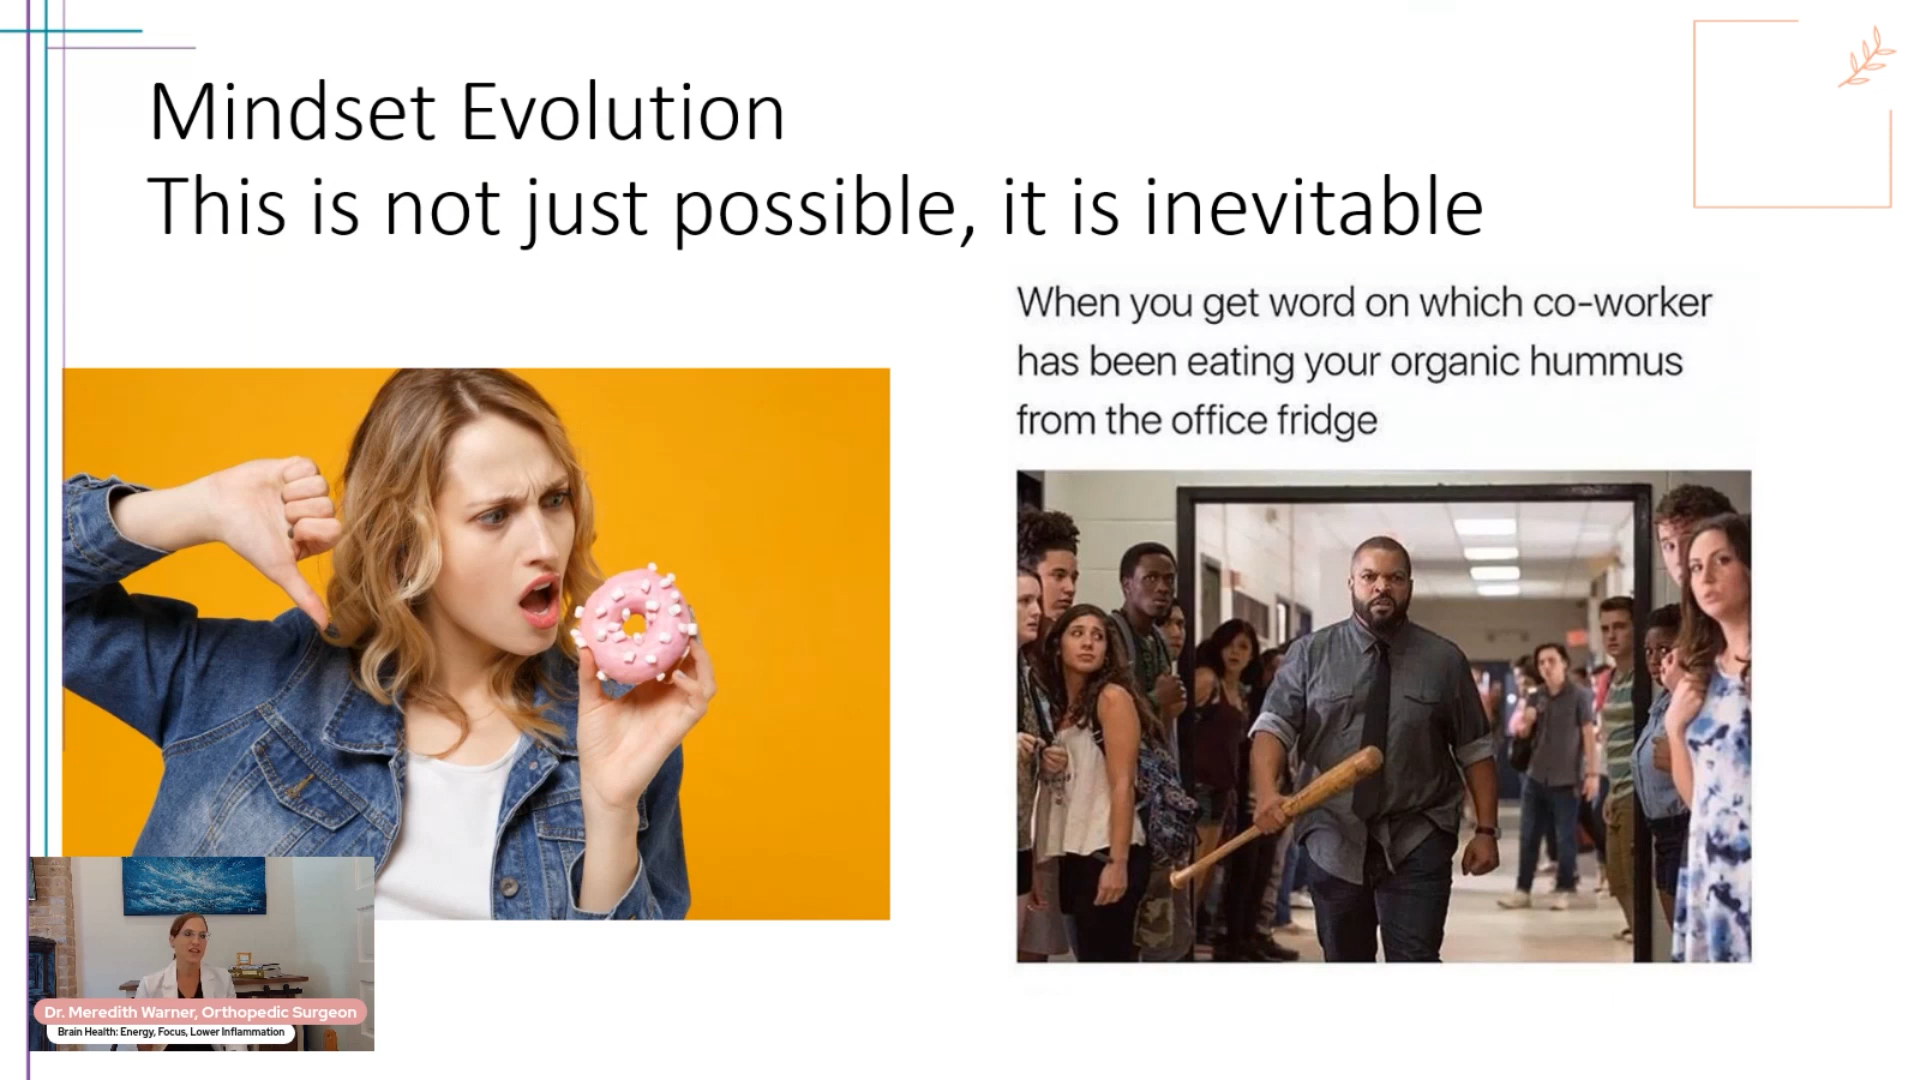 Mindset Evolution
This is not just possible, it is inevitable
When you get word on which co-worker
has been eating your organic hummus
from the office fridge
Dr. Meredith Warner, Orthopedic Surgeon
Brain Health: Energy, Focus, Lower Inflammation